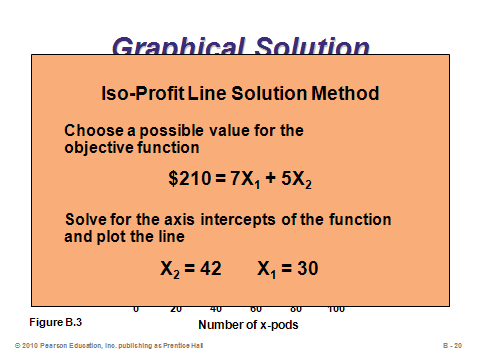 Graphical Solution
Iso-Profit Line Solution Method
Choose a possible value for the
objective function
$210 = 7X₁ + 5X₂
Solve for the axis intercepts of the function
and plot the line
X₂ = 42 X₁ = 30
0 20 40 60 80 100
Figure B.3
Number of x-pods
© 2010 Pearson Education, Inc. publishing as Prentice Hall
B - 20